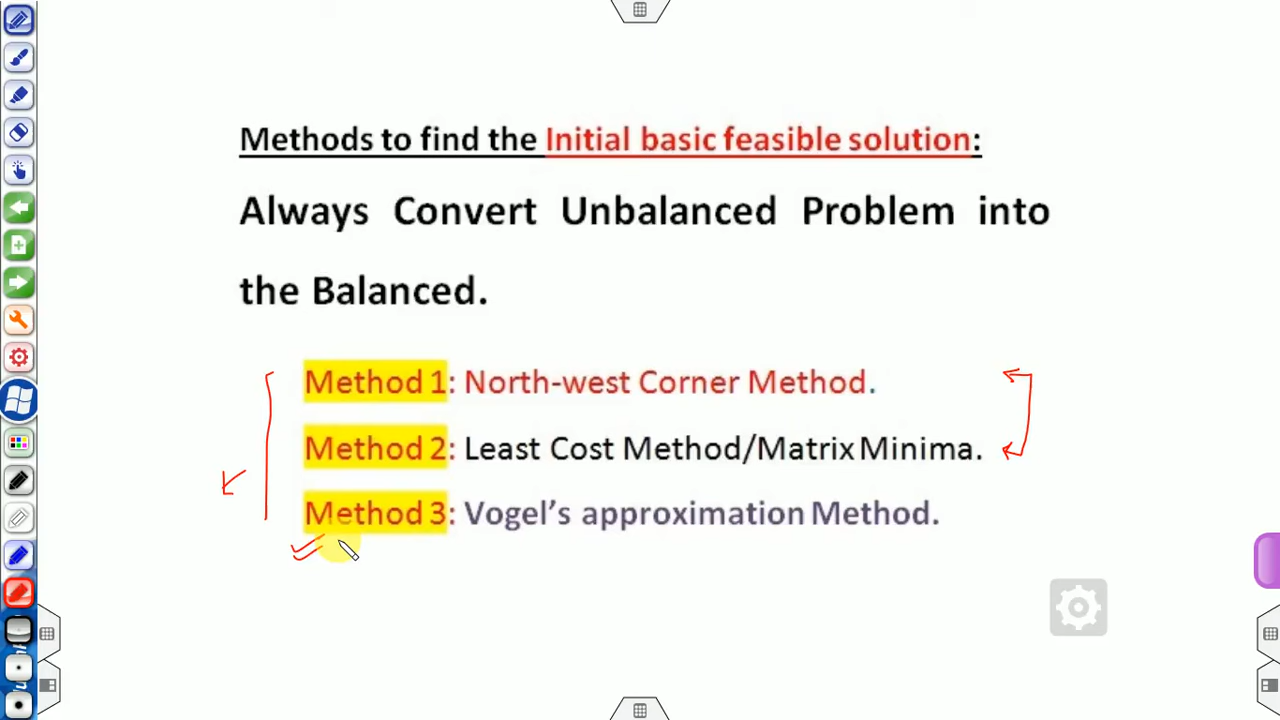 Methods to find the Initial basic feasible solution:
Always Convert Unbalanced Problem into
the Balanced.
Method 1: North-west Corner Method.
Method 2: Least Cost Method/Matrix Minima.
Method 3: Vogel's approximation Method.